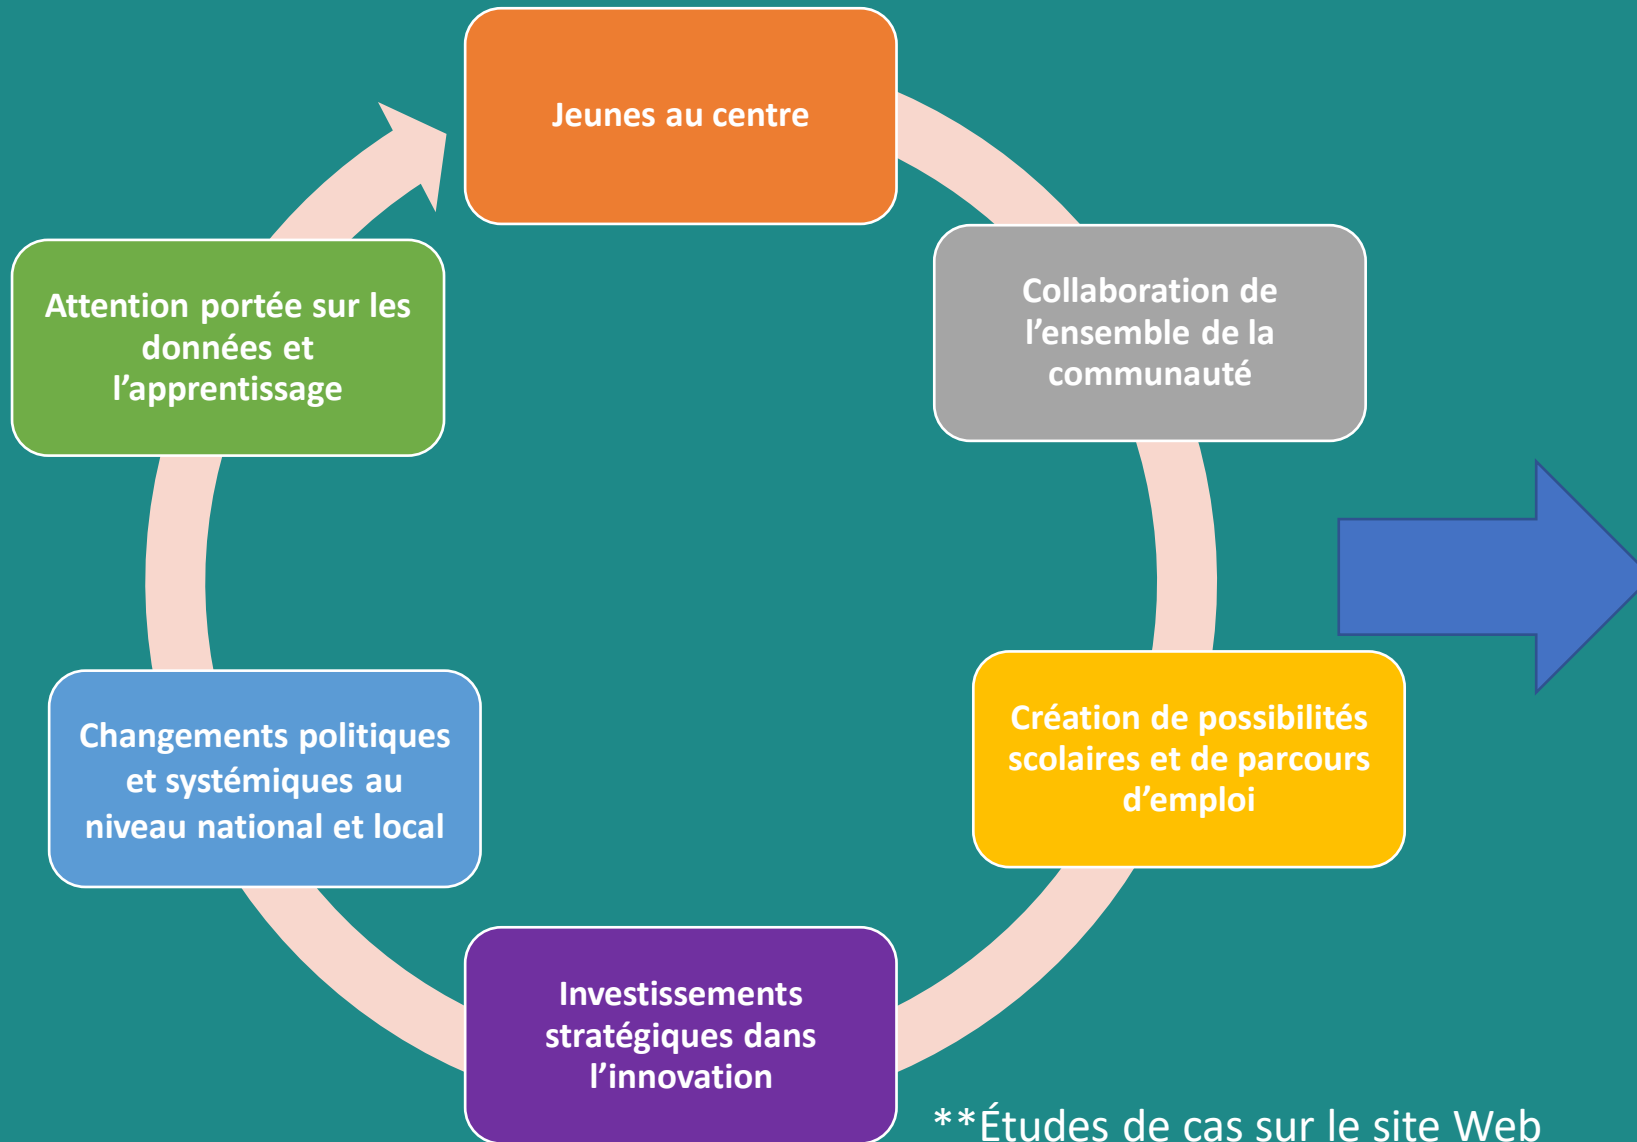 Jeunes au centre
Collaboration de
l’ensemble de la
communauté
Création de possibilités
scolaires et de parcours
d’emploi
Investissements
stratégiques dans
l’innovation
Changements politiques
et systémiques au
niveau national et local
Attention portée sur les
données et
l’apprentissage
**Études de cas sur le site Web